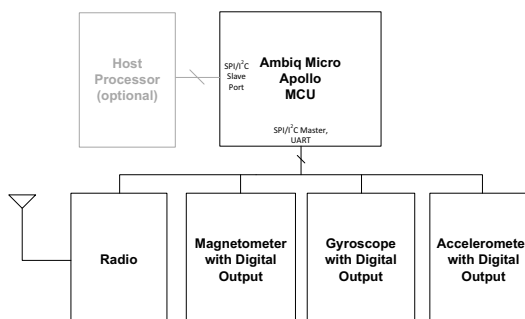 Host
Processor
(optional)
SPI/I²C
Slave
Port
Ambiq Micro
Apollo
MCU
SPI/I²C Master,
UART
Radio
Magnetometer
with Digital
Output
Gyroscope
with Digital
Output
Accelerometer
with Digital
Output